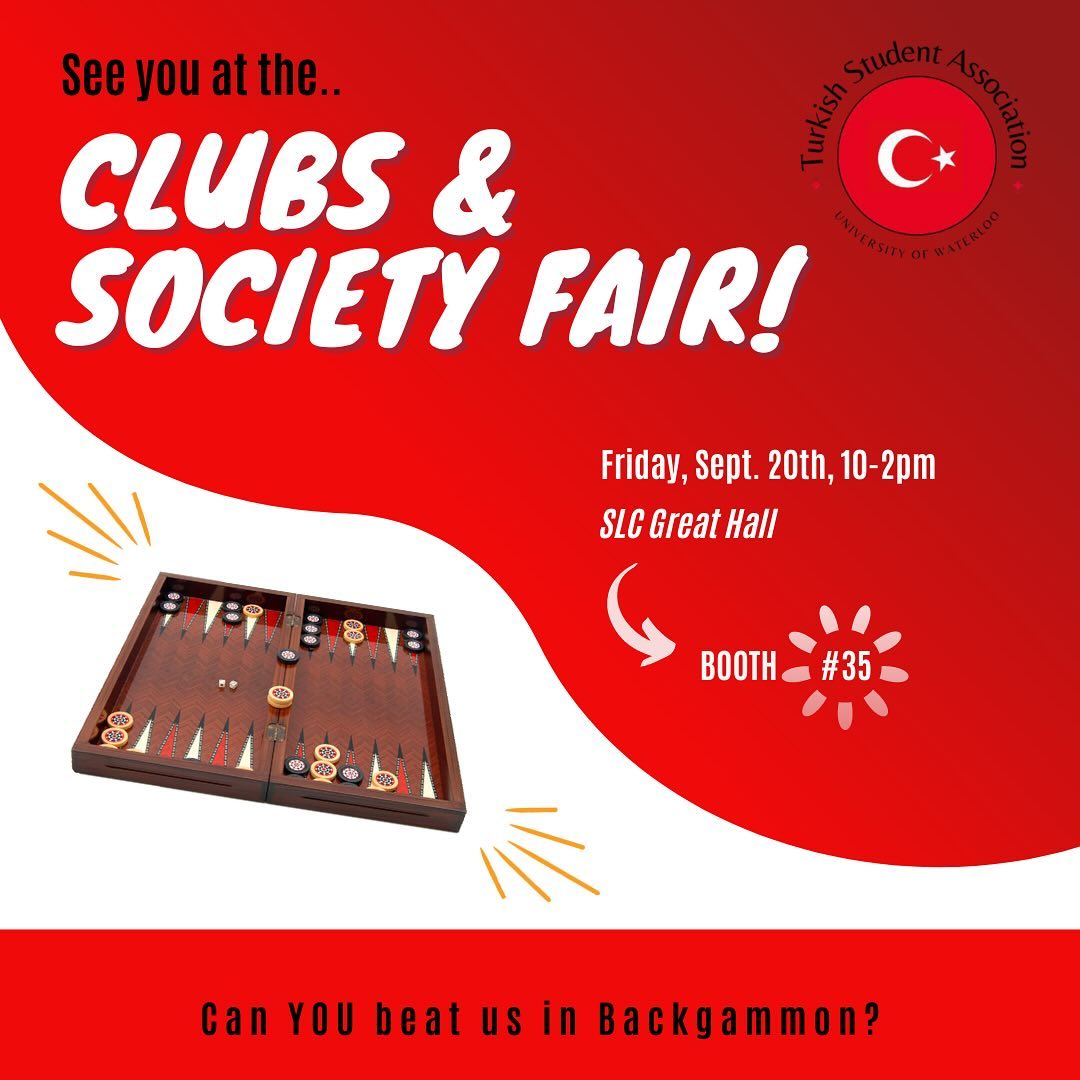 See you at the..
CLUBS &
SOCIETY FAIR!
Turkish Student Association
UNIVERSITY OF WATERLOO
Friday, Sept. 20th, 10-2pm
SLC Great Hall
BOOTH #35
Can YOU beat us in Backgammon?